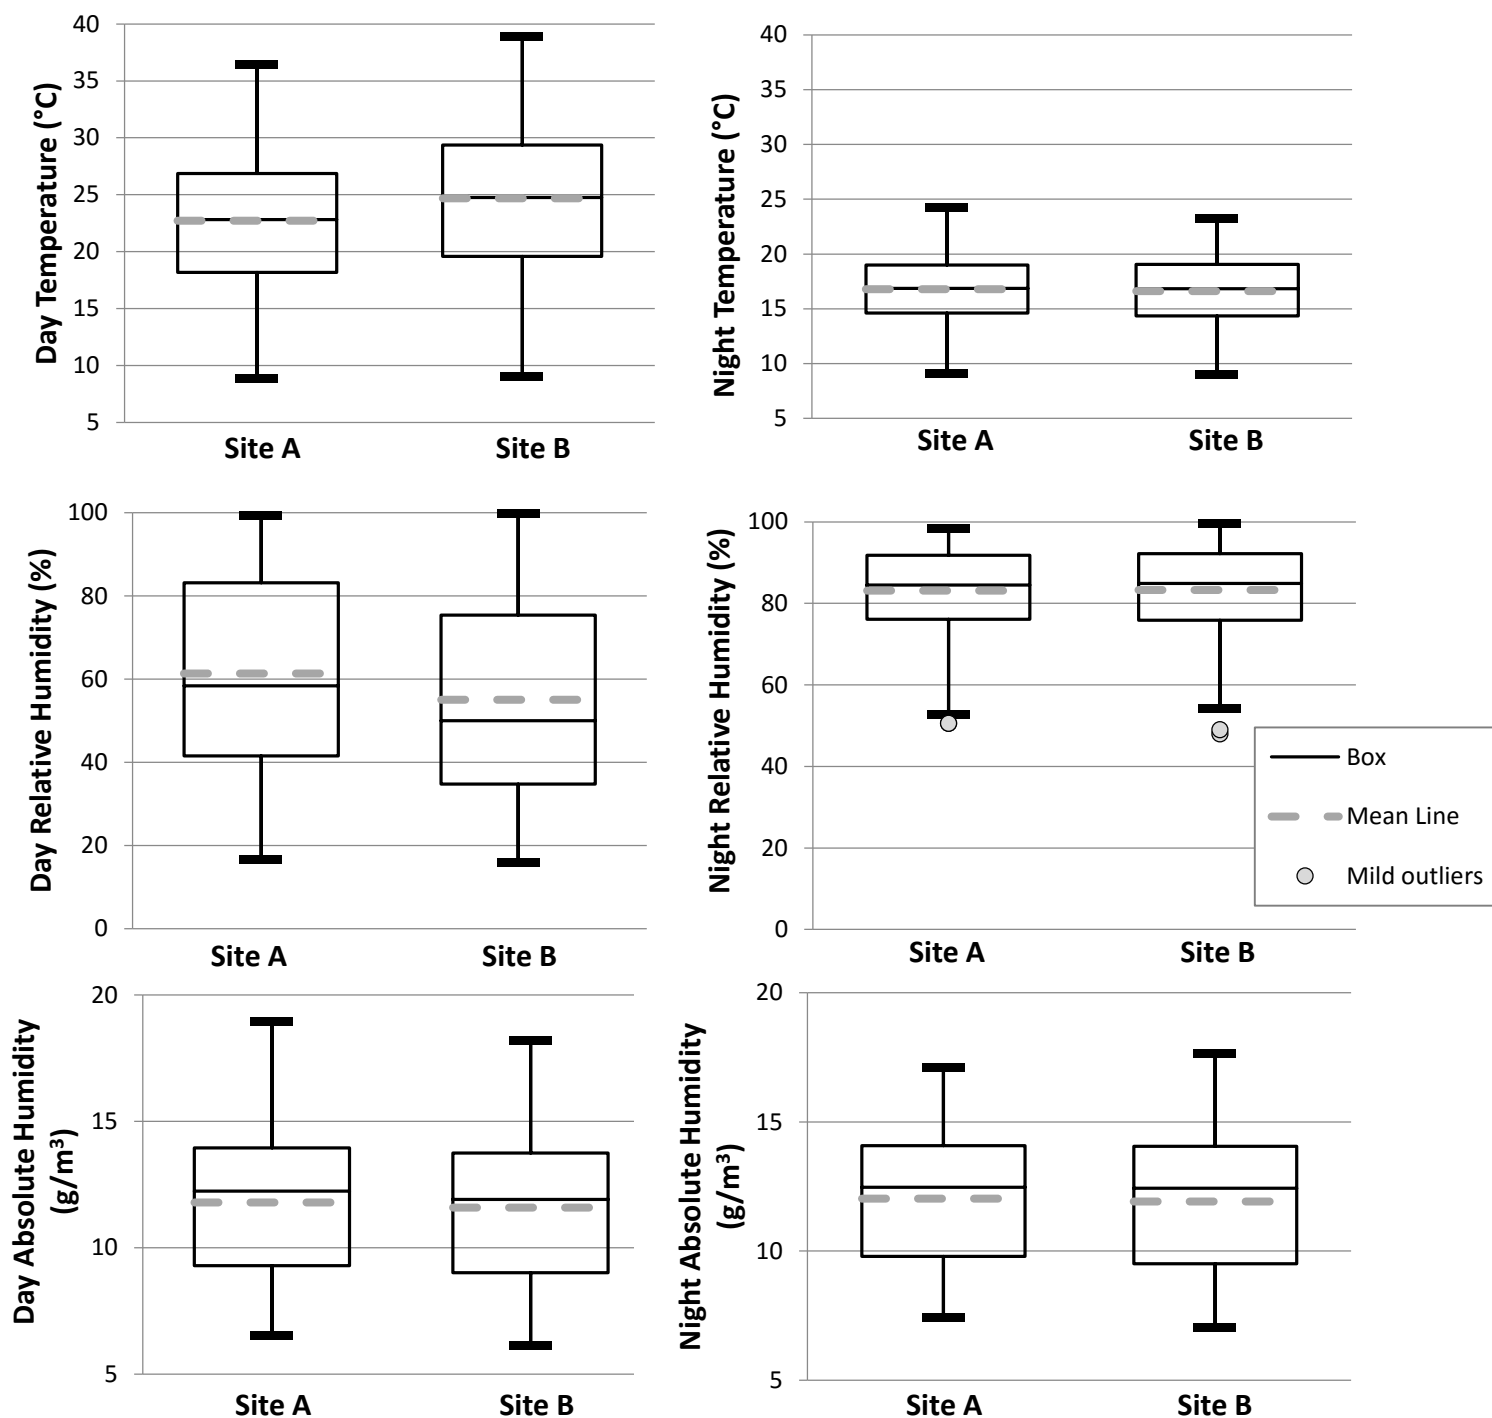 Day Temperature (°C)
40
35
30
25
20
15
10
5
Site A
Site B
Night Temperature (°C)
40
35
30
25
20
15
10
5
Site A
Site B
Day Relative Humidity (%)
100
80
60
40
20
0
Site A
Site B
Night Relative Humidity (%)
100
80
60
40
20
0
Site A
Site B
Box
Mean Line
Mild outliers
Day Absolute Humidity
(g/m³)
20
15
10
5
Site A
Site B
Night Absolute Humidity
(g/m³)
20
15
10
5
Site A
Site B